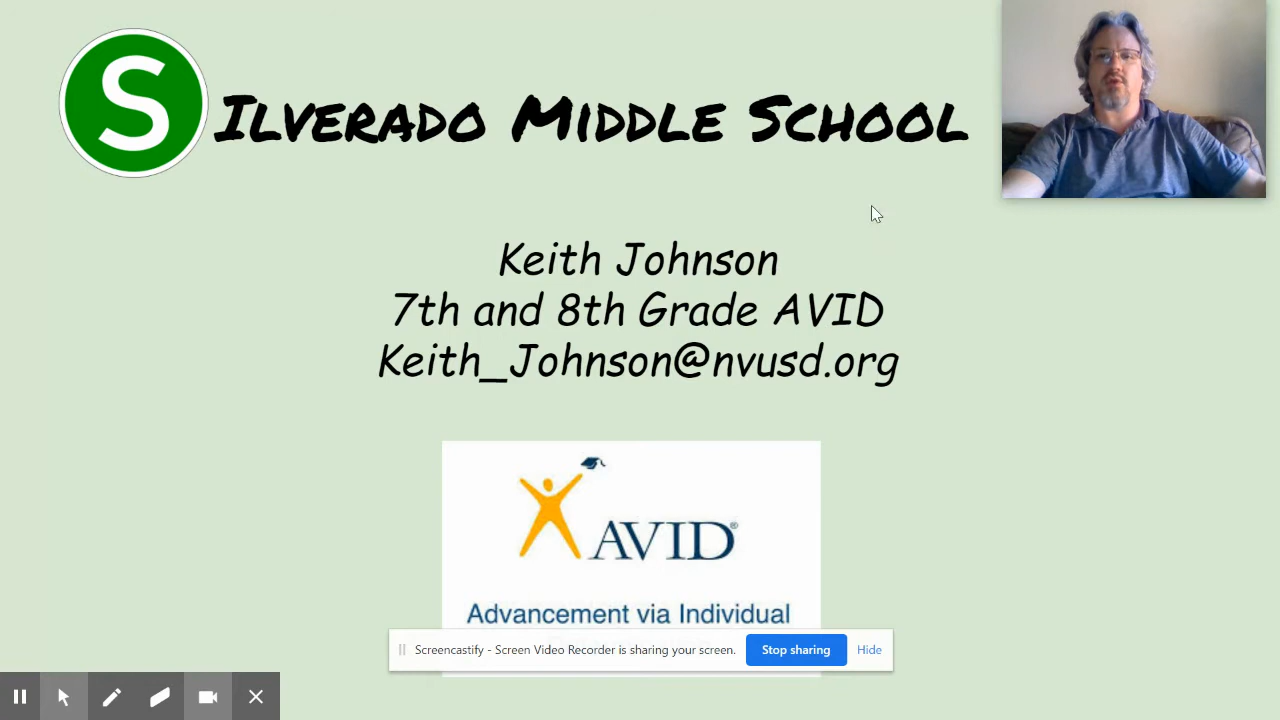 S ILVERADO MIDDLE SCHOOL
Keith Johnson
7th and 8th Grade AVID
Keith_Johnson@nvusd.org
AVID®
Advancement via Individual
Screencastify - Screen Video Recorder is sharing your screen. Stop sharing Hide